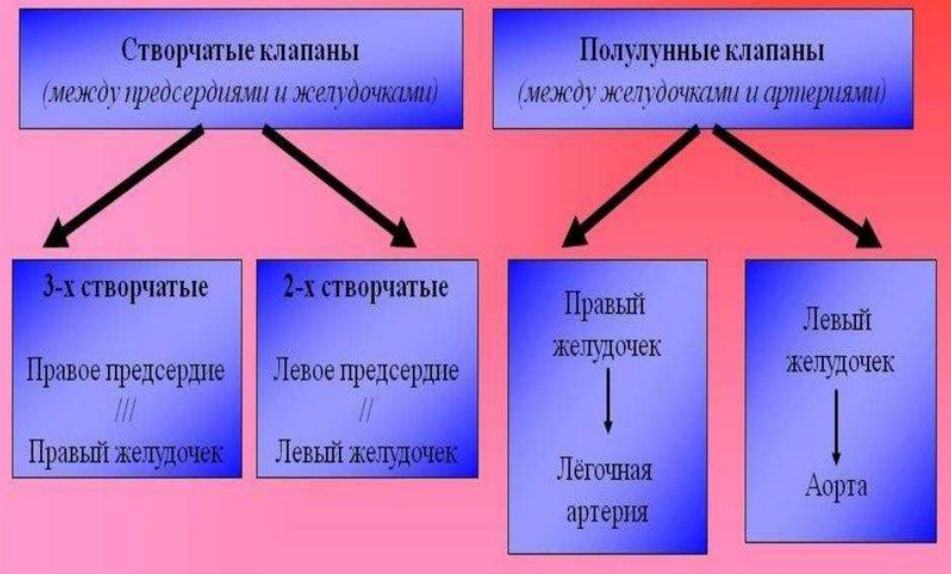 Створчатые клапаны
(между предсердиями и желудочками)
Полулунные клапаны
(между желудочками и артериями)
3-х створчатые
Правое предсердие
///
Правый желудочек
2-х створчатые
Левое предсердие
//
Левый желудочек
Правый
желудочек
Лёгочная
артерия
Левый
желудочек
Аорта